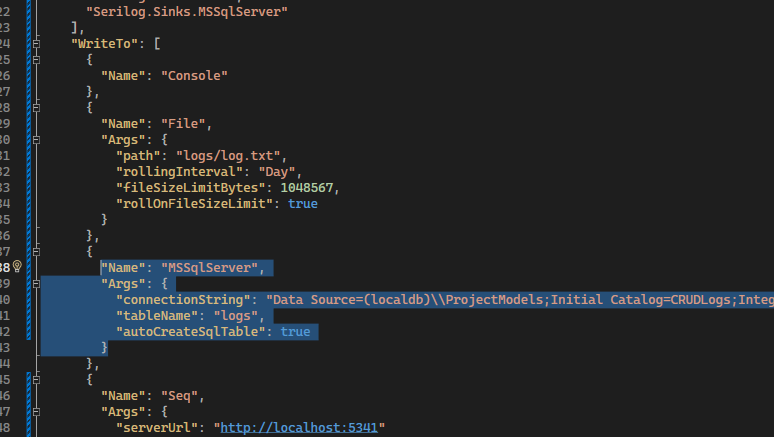 22 "Serilog.Sinks.MSSqlServer"
23 ],
24 "WriteTo": [
25 {
26 "Name": "Console"
27 },
28 {
29 "Name": "File",
30 "Args": {
31 "path": "logs/log.txt",
32 "rollingInterval": "Day",
33 "fileSizeLimitBytes": 1048567,
34 "rollOnFileSizeLimit": true
35 }
36 },
37 {
38 "Name": "MSSqlServer",
39 "Args": {
40 "connectionString": "Data Source=(localdb)\\ProjectModels;Initial Catalog=CRUDLogs;Integ
41 "tableName": "logs",
42 "autoCreateSqlTable": true
43 }
44 },
45 {
46 "Name": "Seq",
47 "Args": {
48 "serverUrl": "http://localhost:5341"